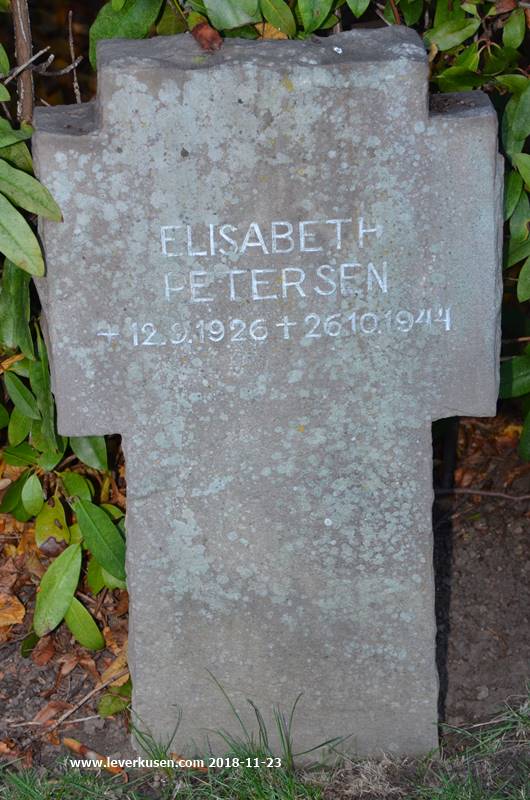 ELISABETH
PETERSEN
+ 12.9.1926 + 26.10.1944
www.leverkusen.com 2018-11-23